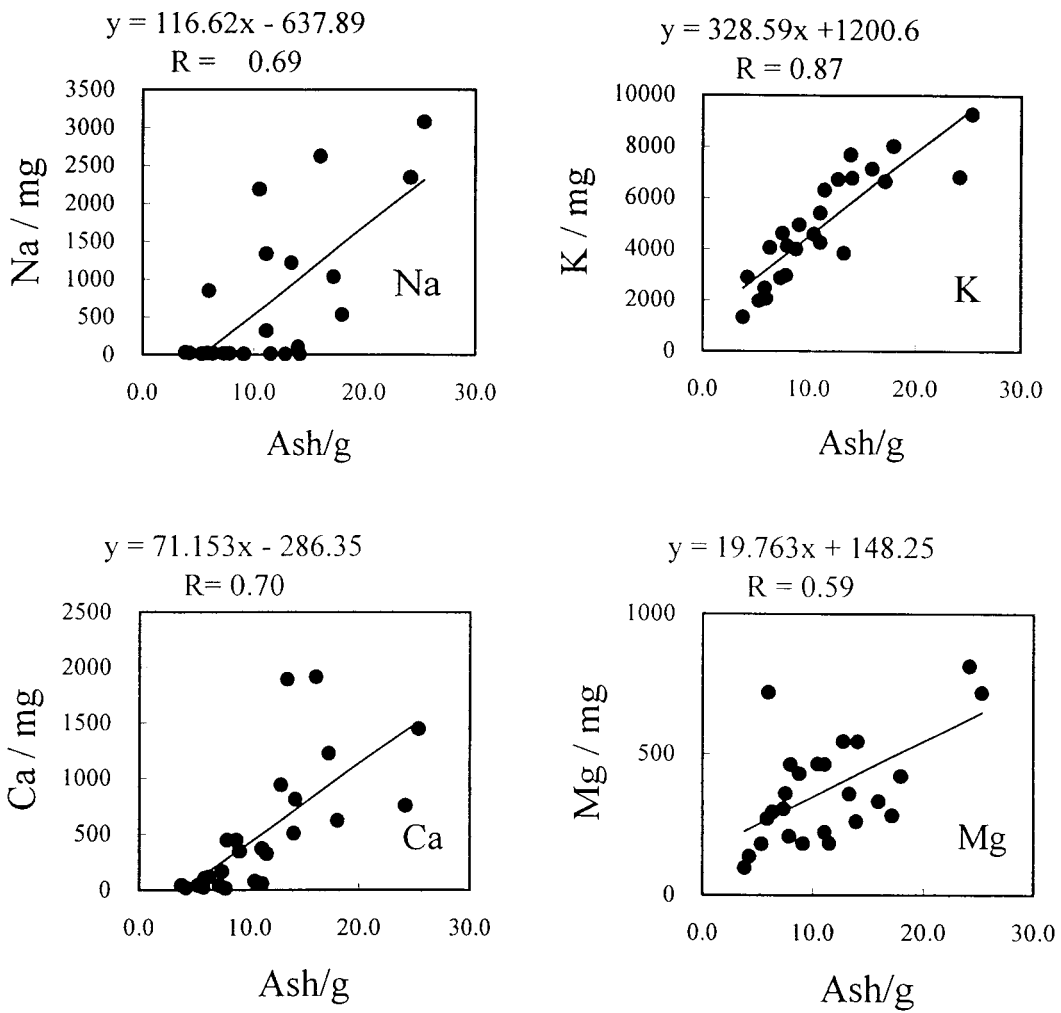 y = 116.62x - 637.89
R = 0.69
3500
3000
2500
2000
1500
1000
500
0
Na / mg
Na
0.0 10.0 20.0 30.0
Ash/g
y = 328.59x +1200.6
R = 0.87
10000
8000
6000
4000
2000
0
K / mg
K
0.0 10.0 20.0 30.0
Ash/g
y = 71.153x - 286.35
R= 0.70
2500
2000
1500
1000
500
0
Ca / mg
Ca
0.0 10.0 20.0 30.0
Ash/g
y = 19.763x + 148.25
R = 0.59
1000
500
0
Mg / mg
Mg
0.0 10.0 20.0 30.0
Ash/g